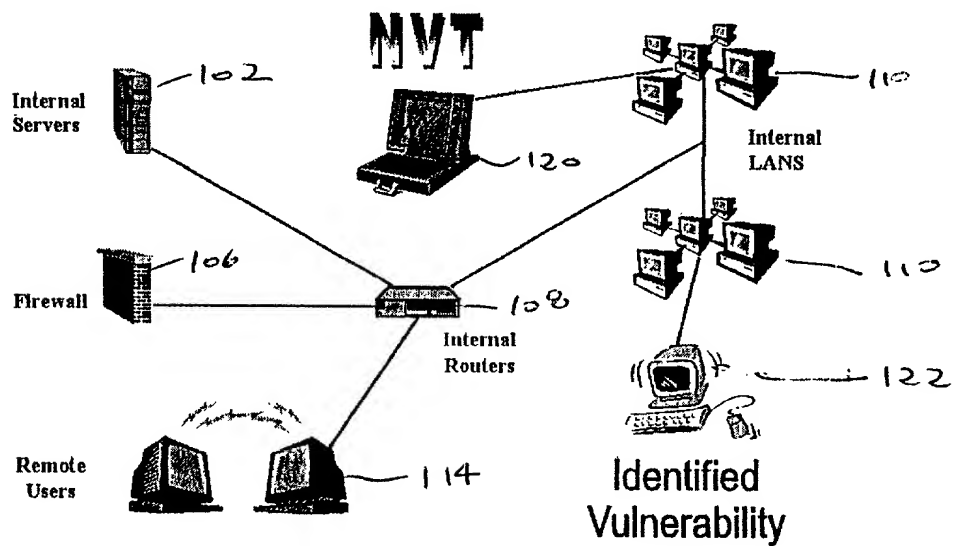 NVT
102
Internal
Servers
110
Internal
LANS
120
106
Firewall
108
Internal
Routers
110
122
Remote
Users
114
Identified
Vulnerability